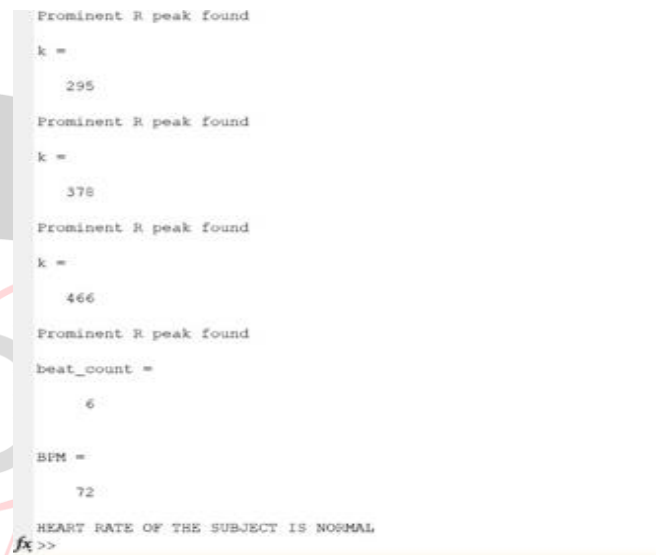 Prominent R peak found
k =
295
Prominent R peak found
k =
378
Prominent R peak found
k =
466
Prominent R peak found
beat_count =
6
BPM =
72
HEART RATE OF THE SUBJECT IS NORMAL
fx >>